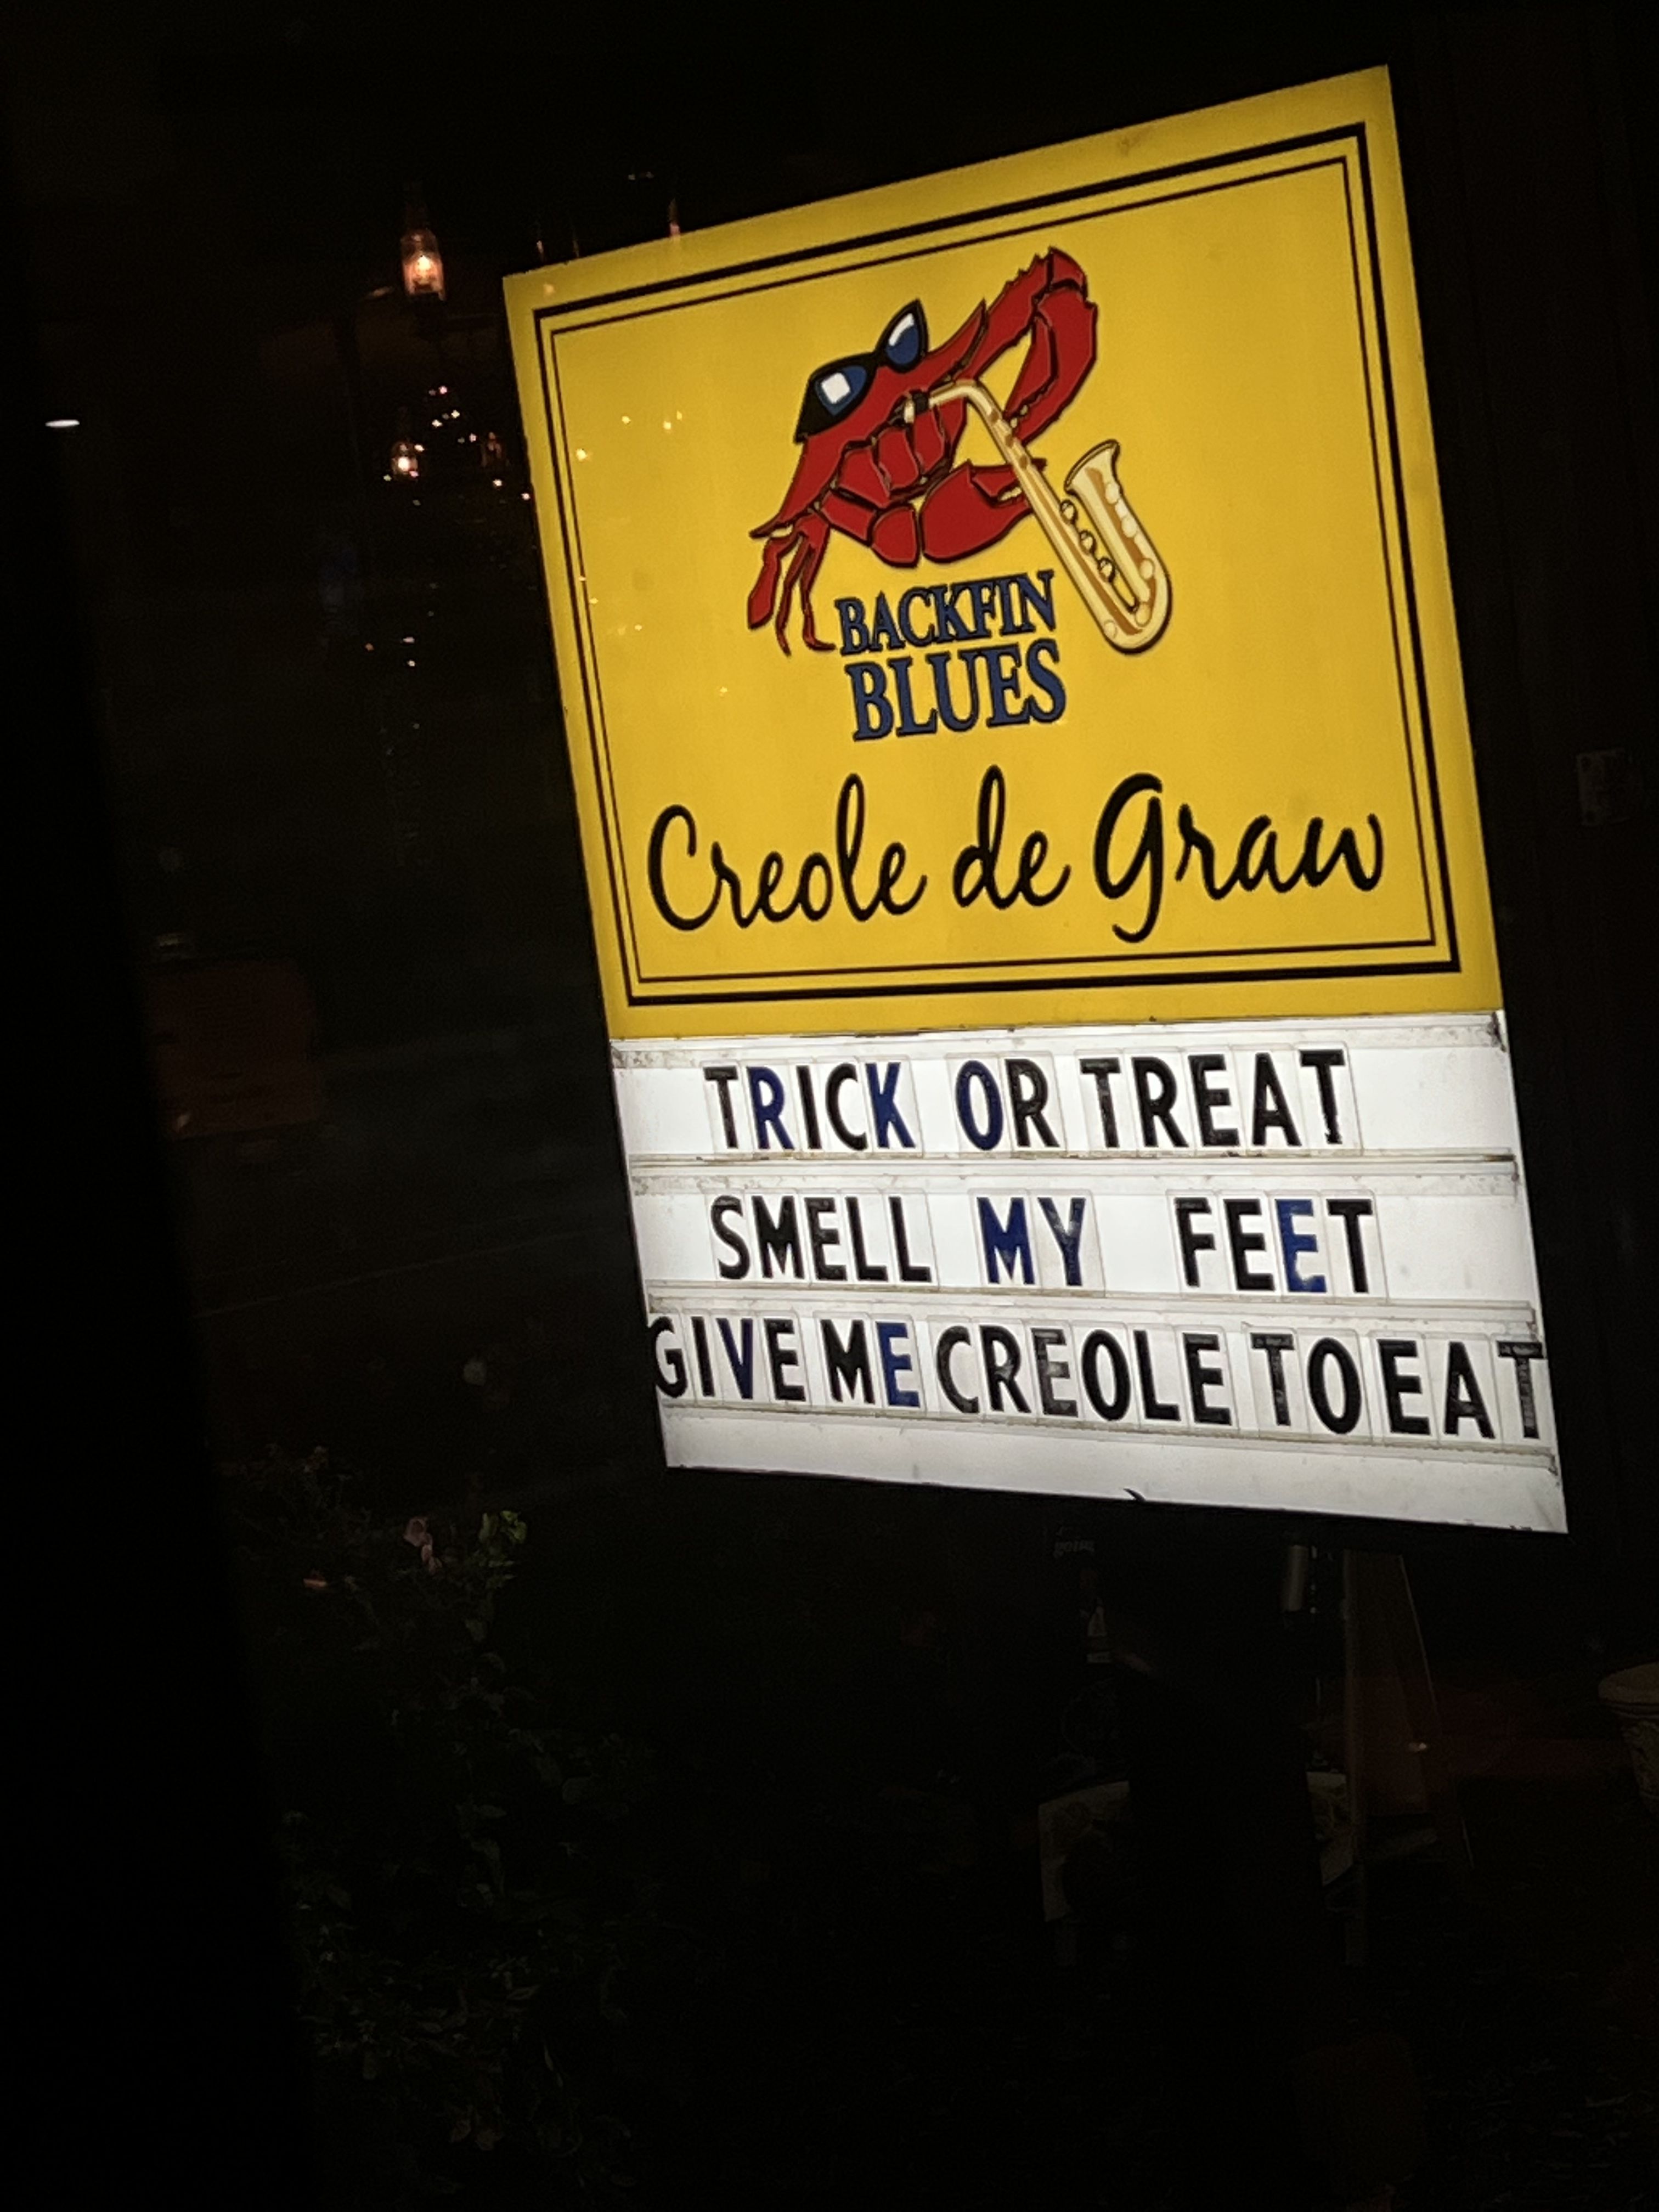 BACKFIN
BLUES
Creole de Graw
TRICK OR TREAT
SMELL MY FEET
GIVE ME CREOLE TO EAT